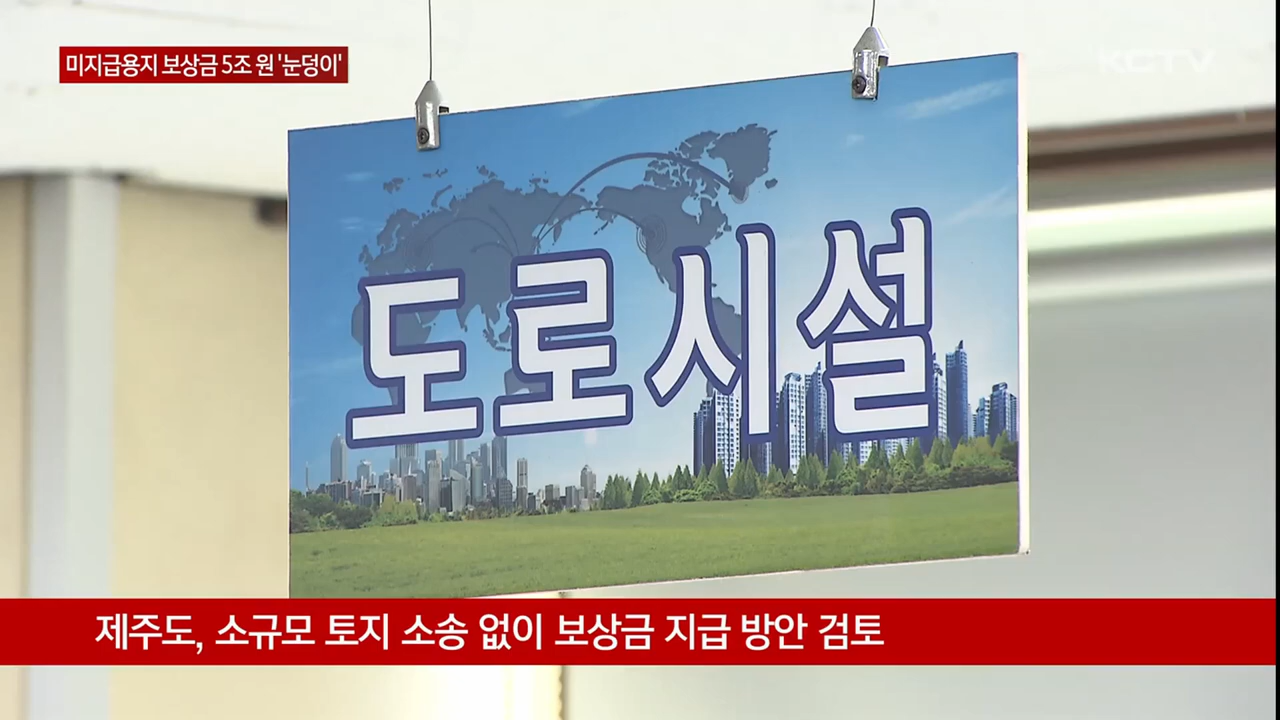 미지급용지 보상금 5조 원 '눈덩이'
KCTV
도로시설
제주도, 소규모 토지 소송 없이 보상금 지급 방안 검토